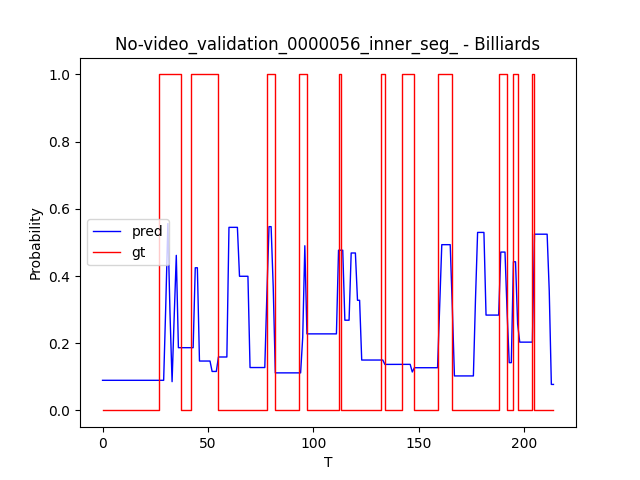 No-video_validation_0000056_inner_seg_ - Billiards
1.0
0.8
0.6
0.4
0.2
0.0
Probability
pred
gt
0
50
100
150
200
T